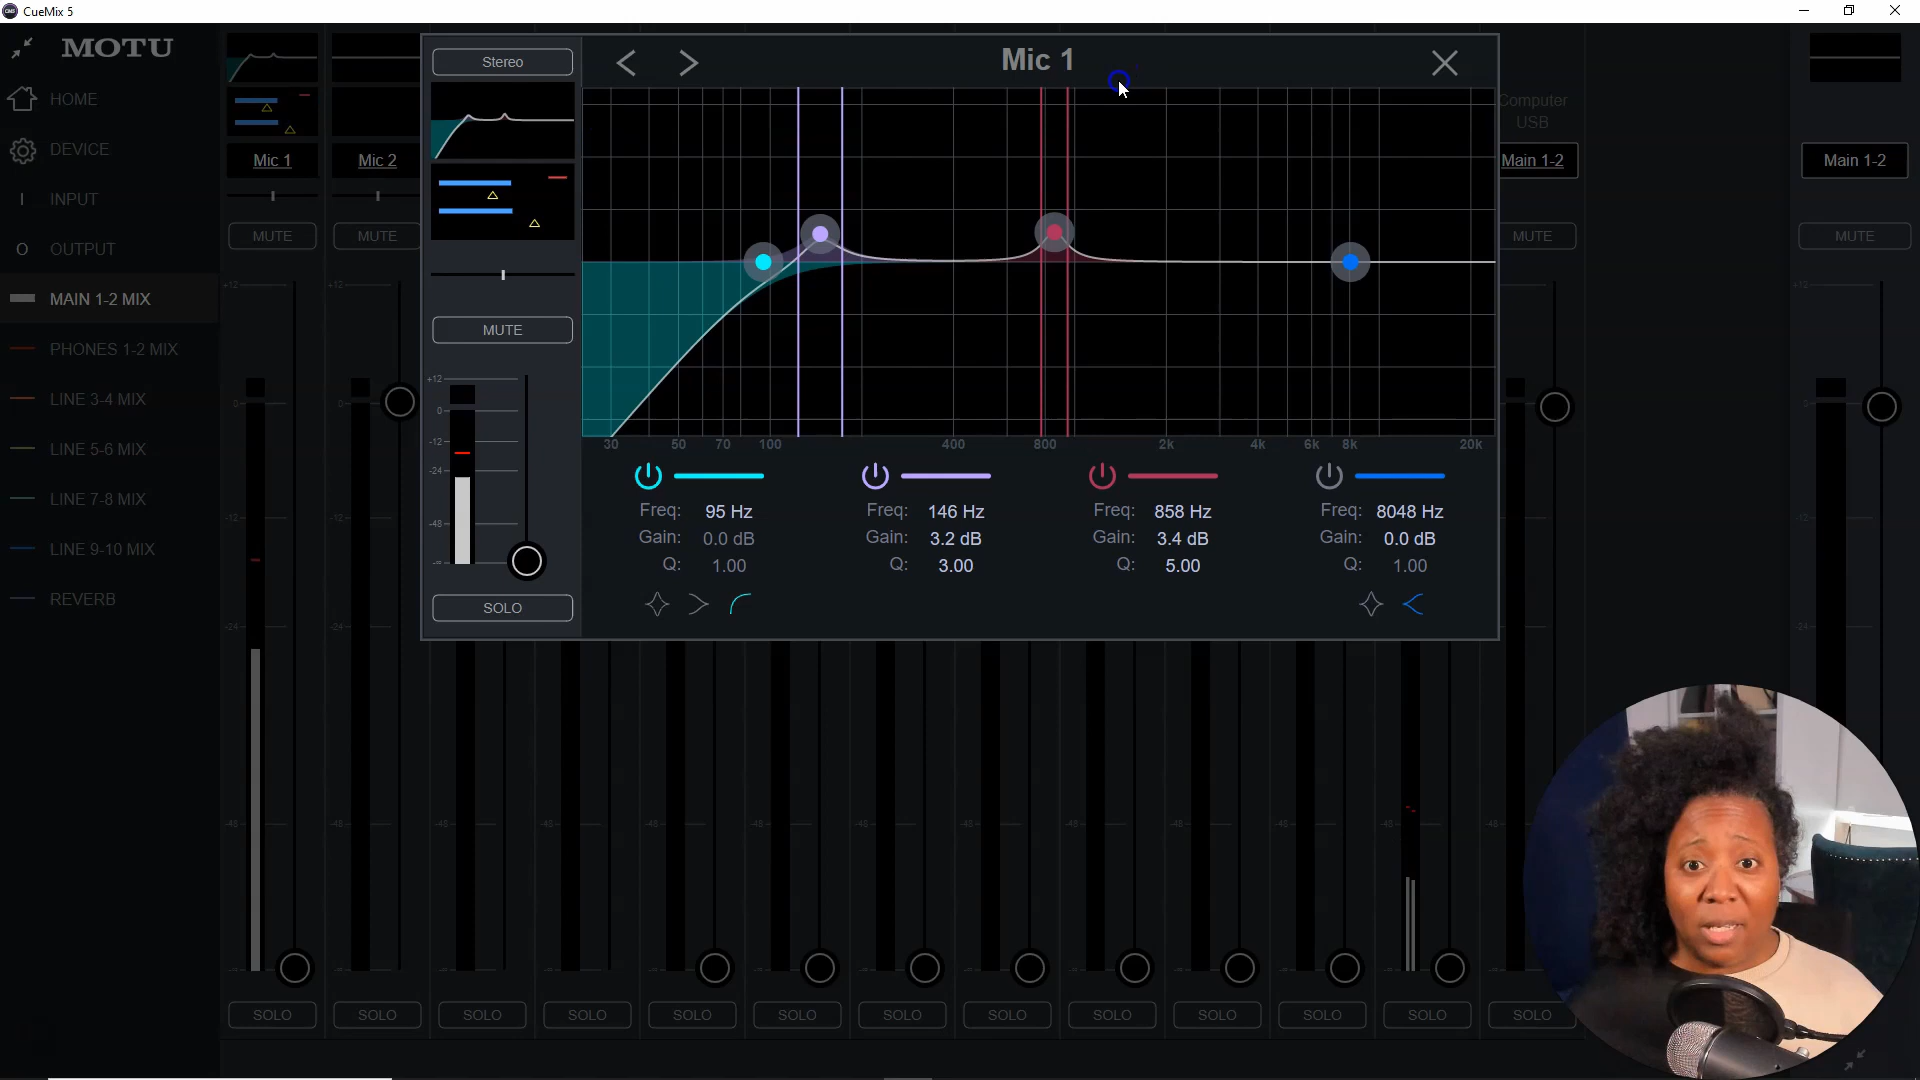 CueMix 5
MOTU
HOME
DEVICE
INPUT
OUTPUT
MAIN 1-2 MIX
PHONES 1-2 MIX
LINE 3-4 MIX
LINE 5-6 MIX
LINE 7-8 MIX
LINE 9-10 MIX
REVERB
Mic 1
Mic 2
MUTE
MUTE
Stereo
MUTE
+12
0
-12
-24
-48
SOLO
Mic 1
30 50 70 100 400 800 2k 4k 6k 8k 20k
Freq: 95 Hz
Gain: 0.0 dB
Q: 1.00
Freq: 146 Hz
Gain: 3.2 dB
Q: 3.00
Freq: 858 Hz
Gain: 3.4 dB
Q: 5.00
Freq: 8048 Hz
Gain: 0.0 dB
Q: 1.00
Computer
USB
Main 1-2
MUTE
Main 1-2
MUTE
SOLO SOLO SOLO SOLO SOLO SOLO SOLO SOLO SOLO SOLO SOLO SOLO SOLO